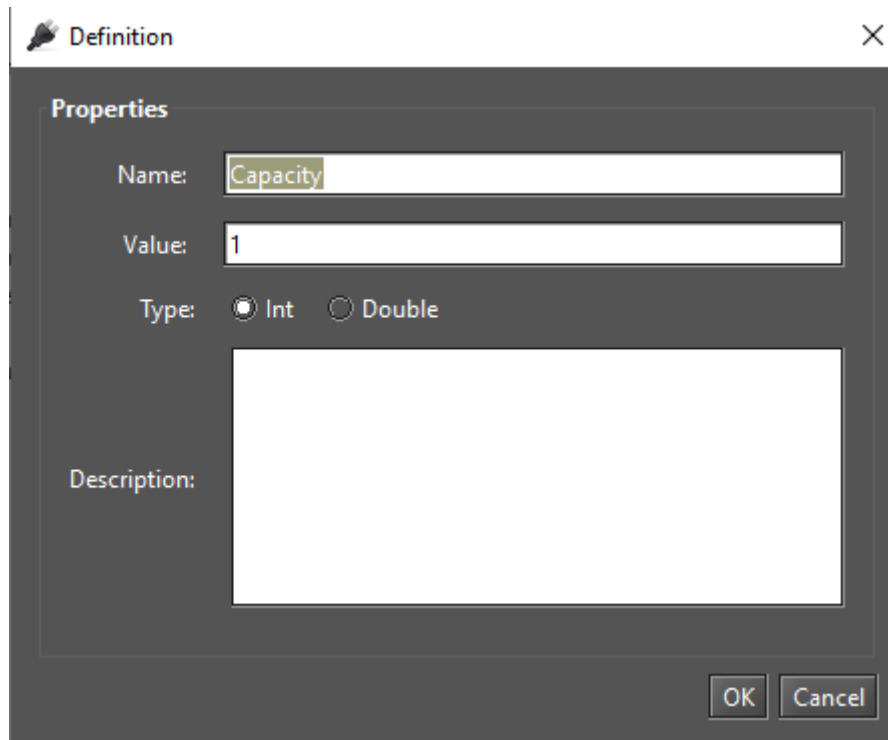 Definition
Properties
Name: Capacity
Value: 1
Type: Int Double
Description:
OK Cancel